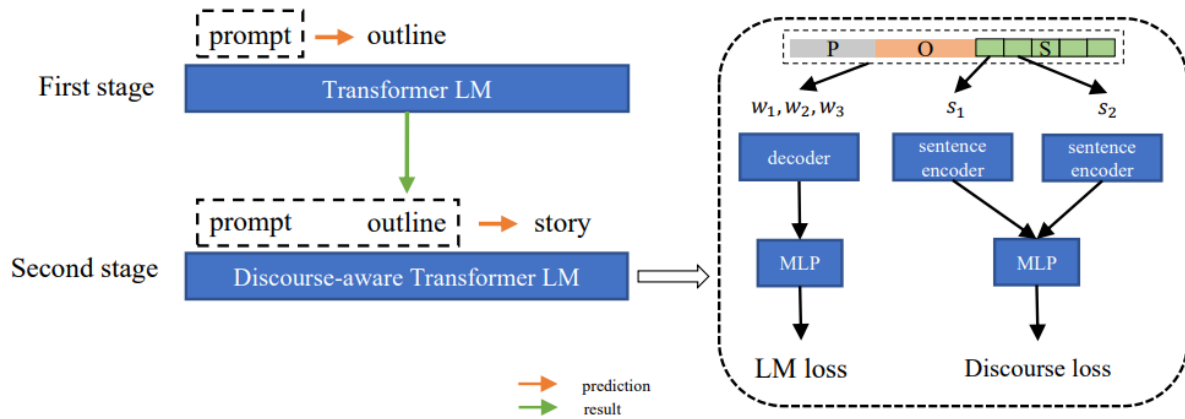 prompt outline
First stage
Transformer LM
prompt outline story
Second stage
Discourse-aware Transformer LM
prediction
result
P O S
w₁, w₂, w₃ s₁ s₂
decoder
sentence
encoder
sentence
encoder
MLP MLP
LM loss Discourse loss